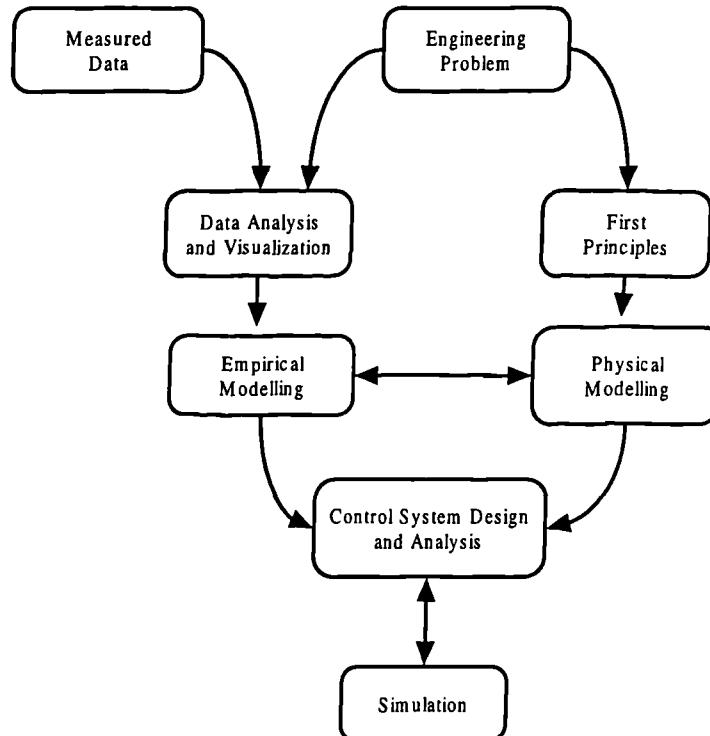 Measured
Data
Engineering
Problem
Data Analysis
and Visualization
First
Principles
Empirical
Modelling
Physical
Modelling
Control System Design
and Analysis
Simulation